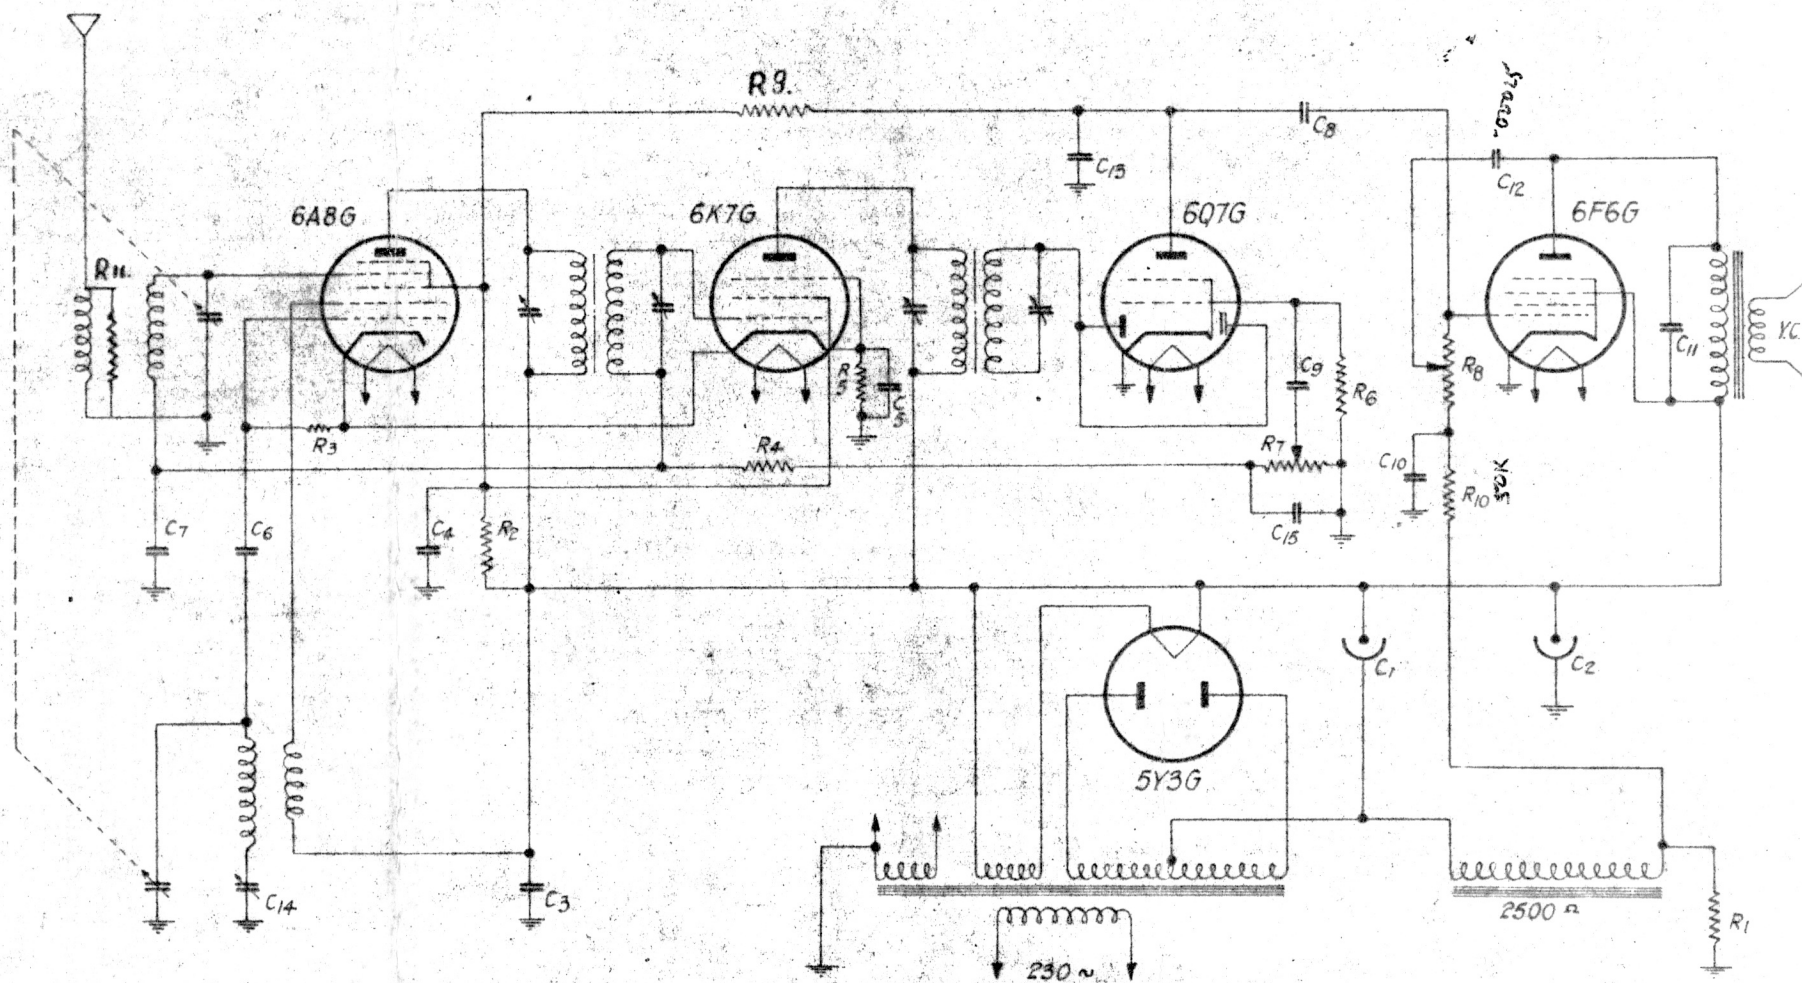 R9.
C8
C13
C12
6A8G
6K7G
6Q7G
6F6G
R11.
R8
C11
Y.C.
C9
R6
R5
C5
R3
R4
R7
C10
R10
50K
C7
C6
C4
R2
C15
C1
C2
5Y3G
C14
C3
2500 Ω
R1
230 ~